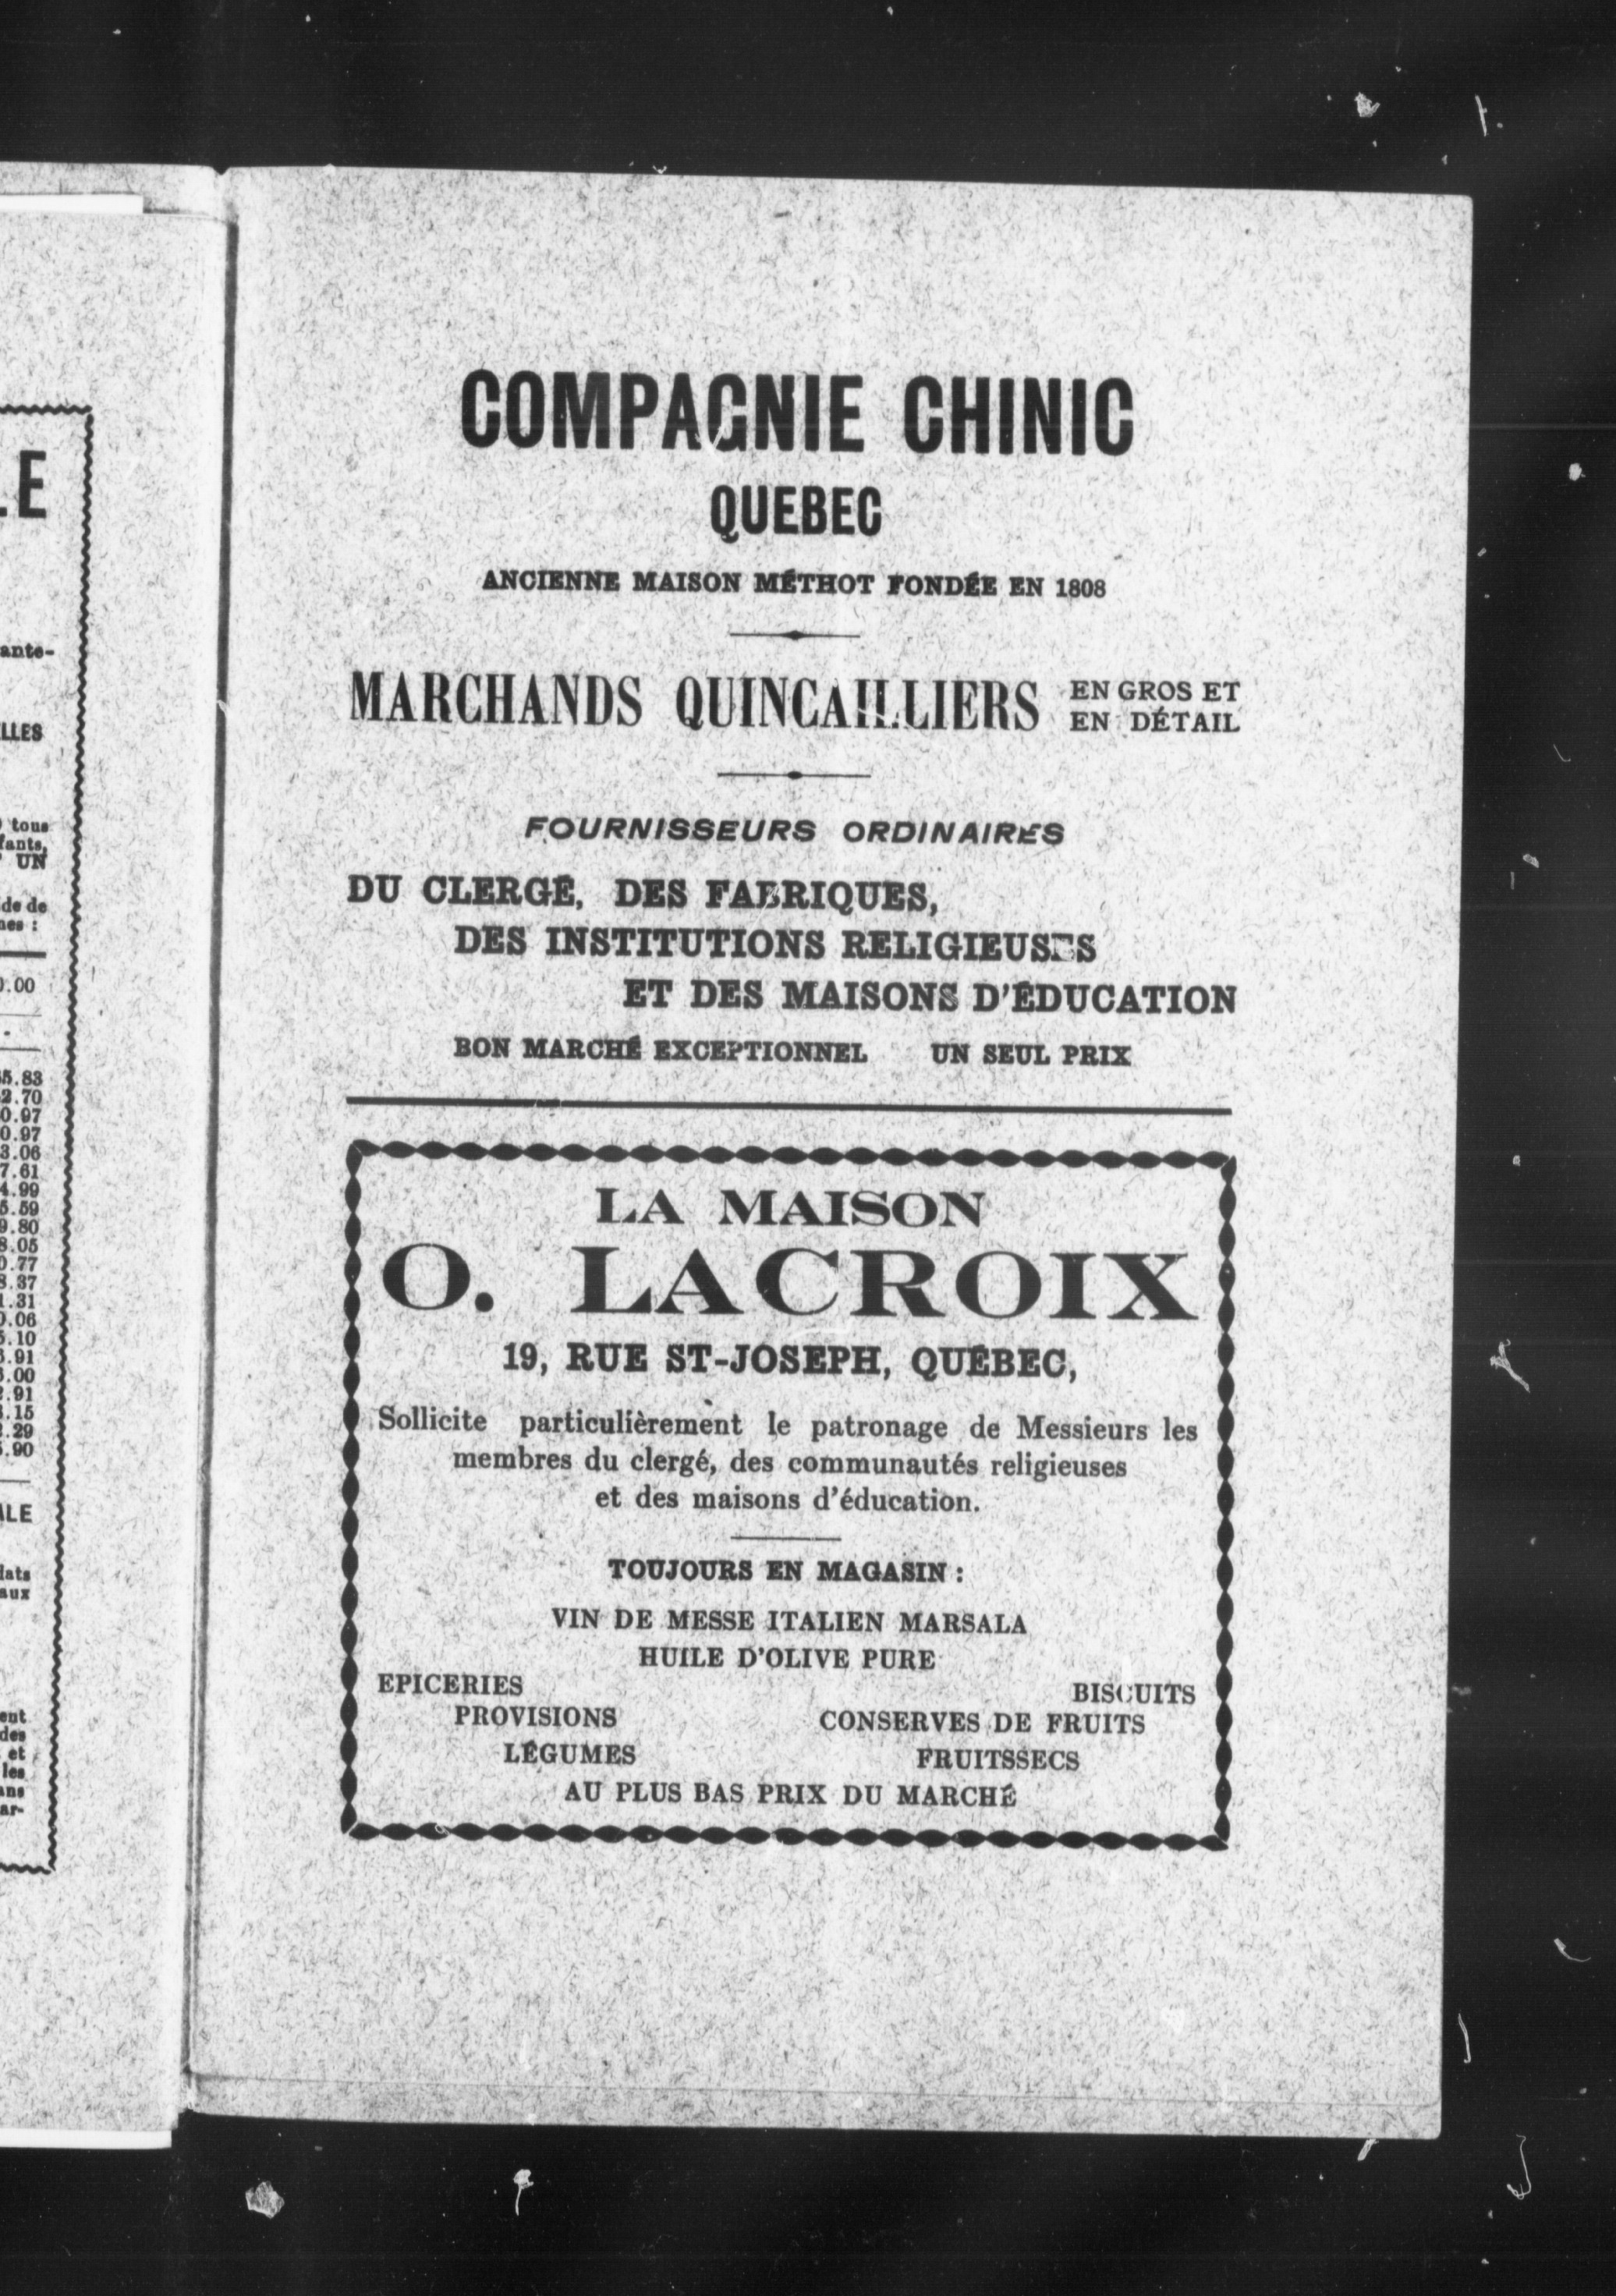 COMPAGNIE CHINIC
QUEBEC
ANCIENNE MAISON MÉTHOT FONDÉE EN 1808
MARCHANDS QUINCAILLIERS EN GROS ET
EN DÉTAIL
FOURNISSEURS ORDINAIRES
DU CLERGÉ, DES FABRIQUES,
DES INSTITUTIONS RELIGIEUSES
ET DES MAISONS D'ÉDUCATION
BON MARCHÉ EXCEPTIONNEL UN SEUL PRIX
LA MAISON
O. LACROIX
19, RUE ST-JOSEPH, QUÉBEC,
Sollicite particulièrement le patronage de Messieurs les
membres du clergé, des communautés religieuses
et des maisons d'éducation.
TOUJOURS EN MAGASIN :
VIN DE MESSE ITALIEN MARSALA
HUILE D'OLIVE PURE
EPICERIES BISCUITS
PROVISIONS CONSERVES DE FRUITS
LÉGUMES FRUITSSECS
AU PLUS BAS PRIX DU MARCHÉ